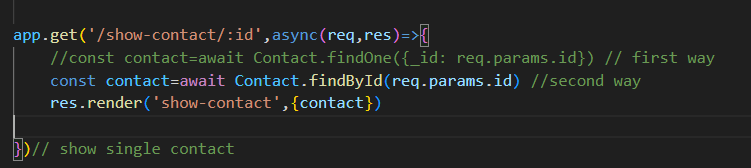 app.get('/show-contact/:id',async(req,res)=>{
//const contact=await Contact.findOne({_id: req.params.id}) // first way
const contact=await Contact.findById(req.params.id) //second way
res.render('show-contact',{contact})
})// show single contact